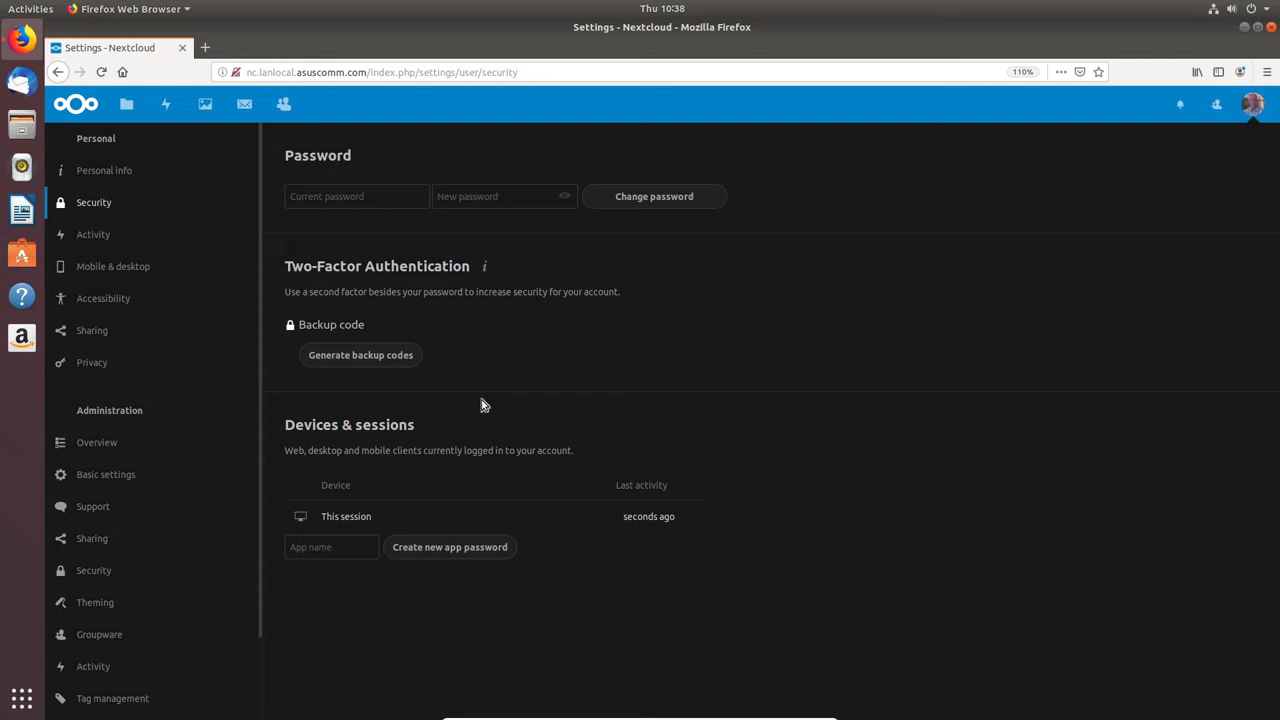 Activities
Firefox Web Browser
Thu 10:38
Settings - Nextcloud - Mozilla Firefox
Settings - Nextcloud
nc.lanlocal.asuscomm.com/index.php/settings/user/security
110%
Personal
Personal info
Security
Activity
Mobile & desktop
Accessibility
Sharing
Privacy
Administration
Overview
Basic settings
Support
Sharing
Security
Theming
Groupware
Activity
Tag management
Password
Current password
New password
Change password
Two-Factor Authentication i
Use a second factor besides your password to increase security for your account.
Backup code
Generate backup codes
Devices & sessions
Web, desktop and mobile clients currently logged in to your account.
Device Last activity
This session seconds ago
App name
Create new app password